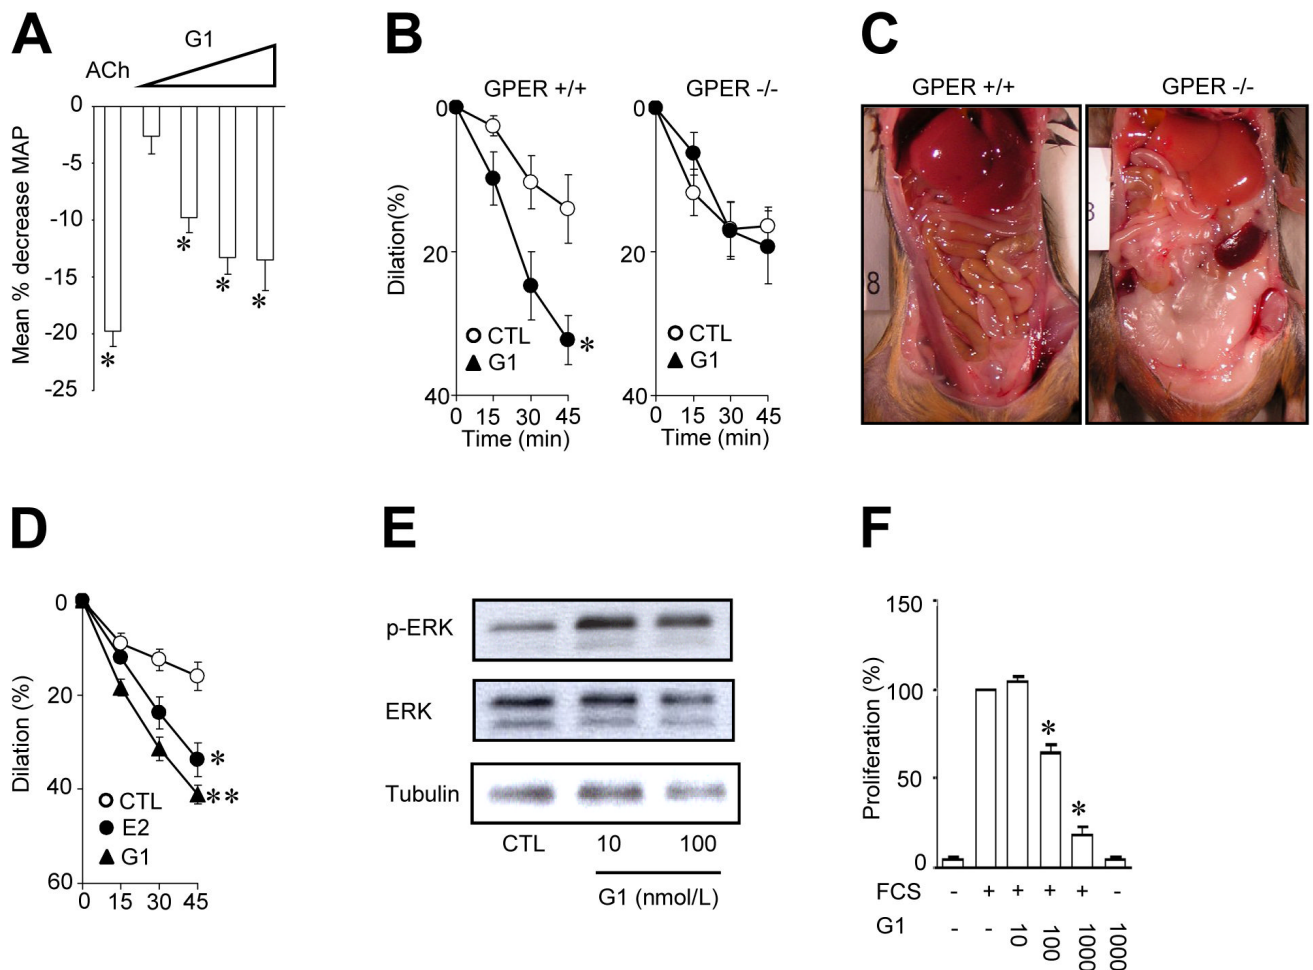 A
G1
ACh
0
-5
-10
-15
-20
-25
Mean % decrease MAP
*
*
*
*
B
GPER +/+
GPER -/-
0
20
40
Dilation(%)
CTL
G1
*
0 15 30 45
Time (min)
0
20
40
CTL
G1
0 15 30 45
Time (min)
C
GPER +/+
GPER -/-
8
3
D
0
20
40
60
Dilation (%)
*
**
CTL
E2
G1
0 15 30 45
E
p-ERK
ERK
Tubulin
CTL 10 100
G1 (nmol/L)
F
150
100
50
0
Proliferation (%)
*
*
FCS - + + + + -
G1 - - 10 100 1000 1000